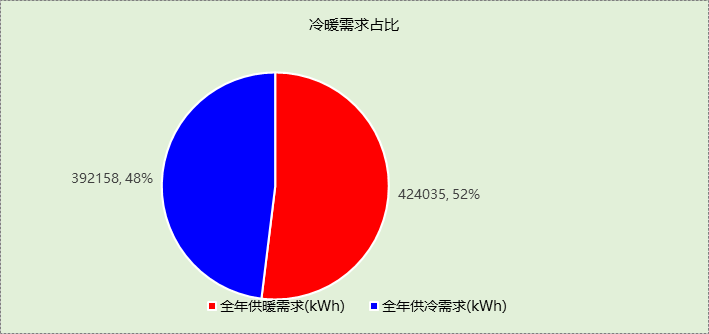 冷暖需求占比
392158, 48%
424035, 52%
全年供暖需求(kWh)
全年供冷需求(kWh)